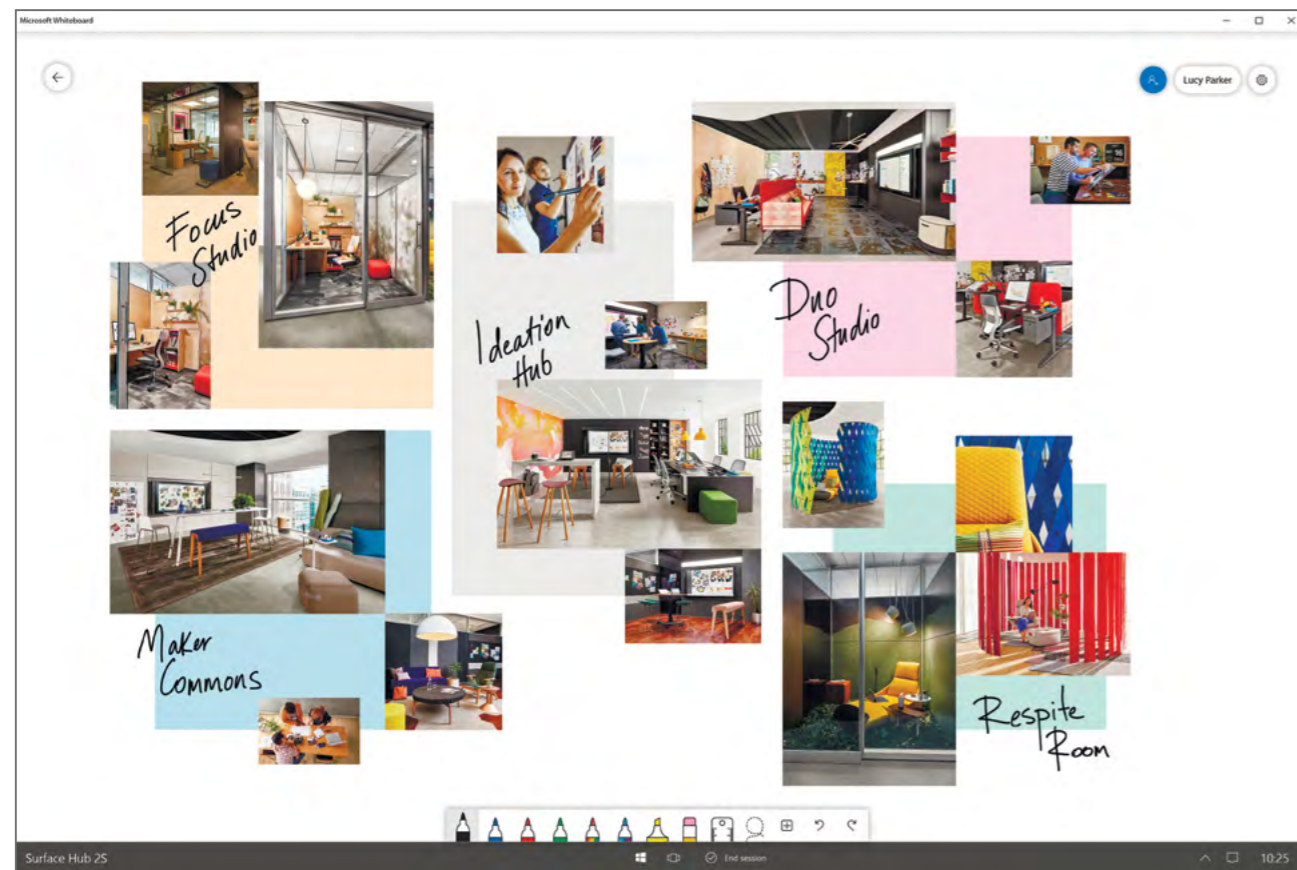 Microsoft Whiteboard
Lucy Parker
Focus
Studio
Ideation
Hub
Duo
Studio
Maker
Commons
Respite
Room
Surface Hub 2S
End session
10:25